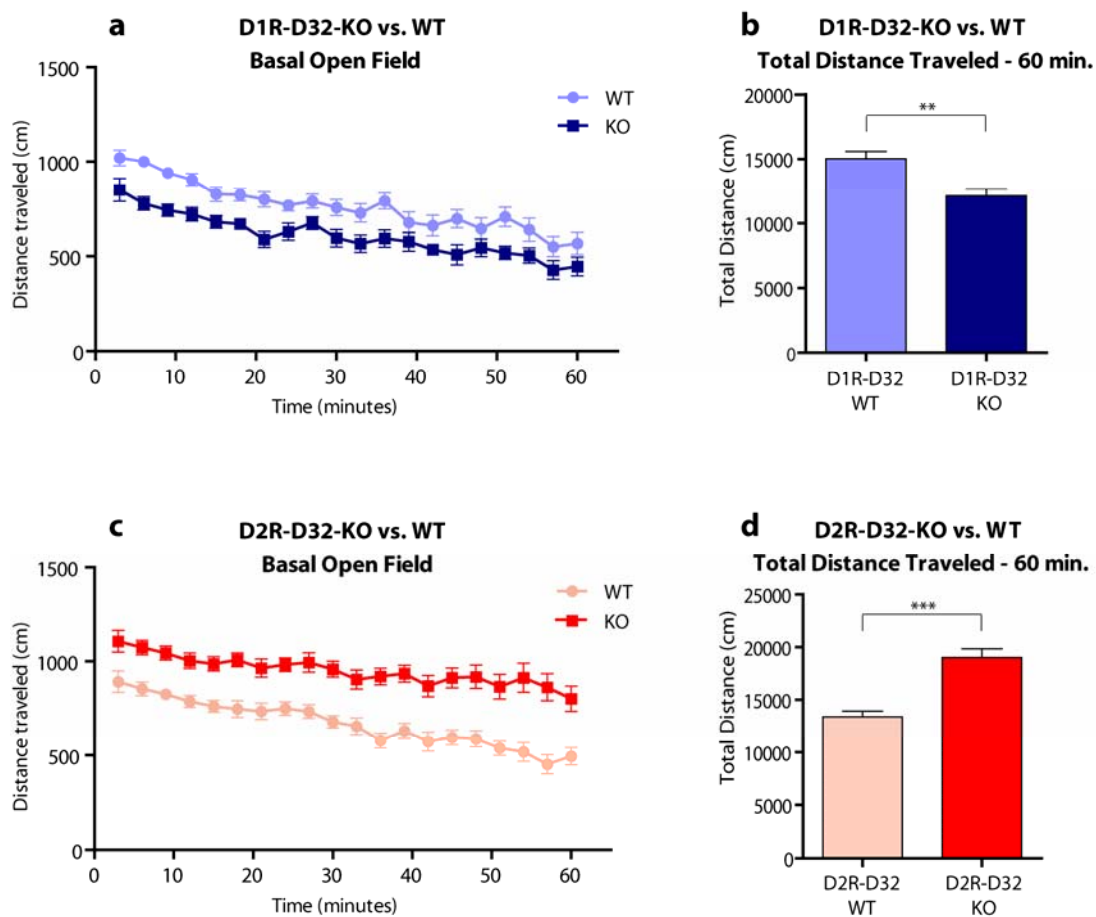 a
D1R-D32-KO vs. WT
Basal Open Field
1500
1000
500
0
Distance traveled (cm)
WT
KO
0 10 20 30 40 50 60
Time (minutes)
b
D1R-D32-KO vs. WT
Total Distance Traveled - 60 min.
20000
15000
10000
5000
0
Total Distance (cm)
**
D1R-D32 D1R-D32
WT KO
c
D2R-D32-KO vs. WT
Basal Open Field
1500
1000
500
0
Distance traveled (cm)
WT
KO
0 10 20 30 40 50 60
Time (minutes)
d
D2R-D32-KO vs. WT
Total Distance Traveled - 60 min.
25000
20000
15000
10000
5000
0
Total Distance (cm)
***
D2R-D32 D2R-D32
WT KO